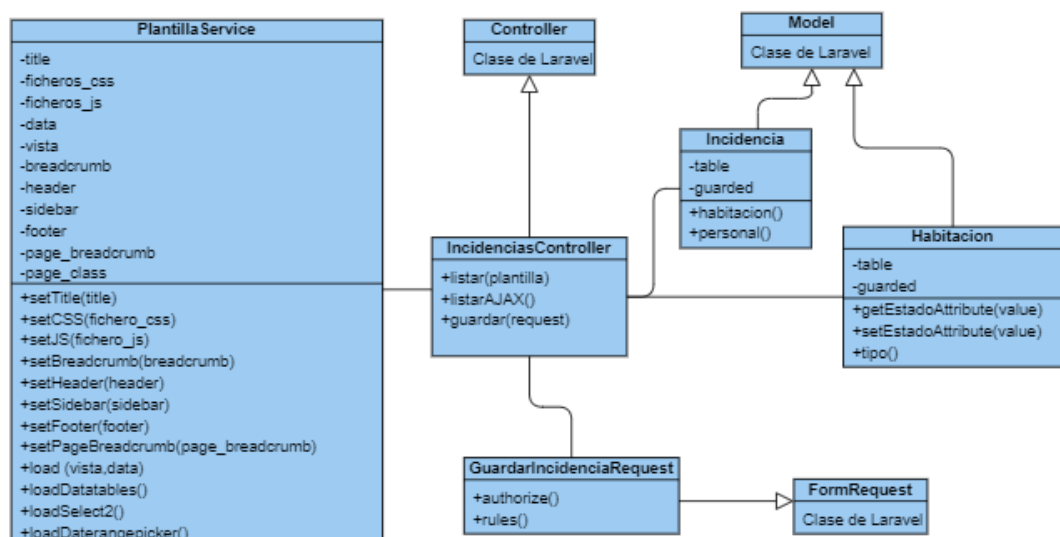 PlantillaService
-title
-ficheros_css
-ficheros_js
-data
-vista
-breadcrumb
-header
-sidebar
-footer
-page_breadcrumb
-page_class
+setTitle(title)
+setCSS(fichero_css)
+setJS(fichero_js)
+setBreadcrumb(breadcrumb)
+setHeader(header)
+setSidebar(sidebar)
+setFooter(footer)
+setPageBreadcrumb(page_breadcrumb)
+load (vista,data)
+loadDatatables()
+loadSelect2()
+loadDaterangepicker()
Controller
Clase de Laravel
Model
Clase de Laravel
Incidencia
-table
-guarded
+habitacion()
+personal()
IncidenciasController
+listar(plantilla)
+listarAJAX()
+guardar(request)
Habitacion
-table
-guarded
+getEstadoAttribute(value)
+setEstadoAttribute(value)
+tipo()
GuardarIncidenciaRequest
+authorize()
+rules()
FormRequest
Clase de Laravel